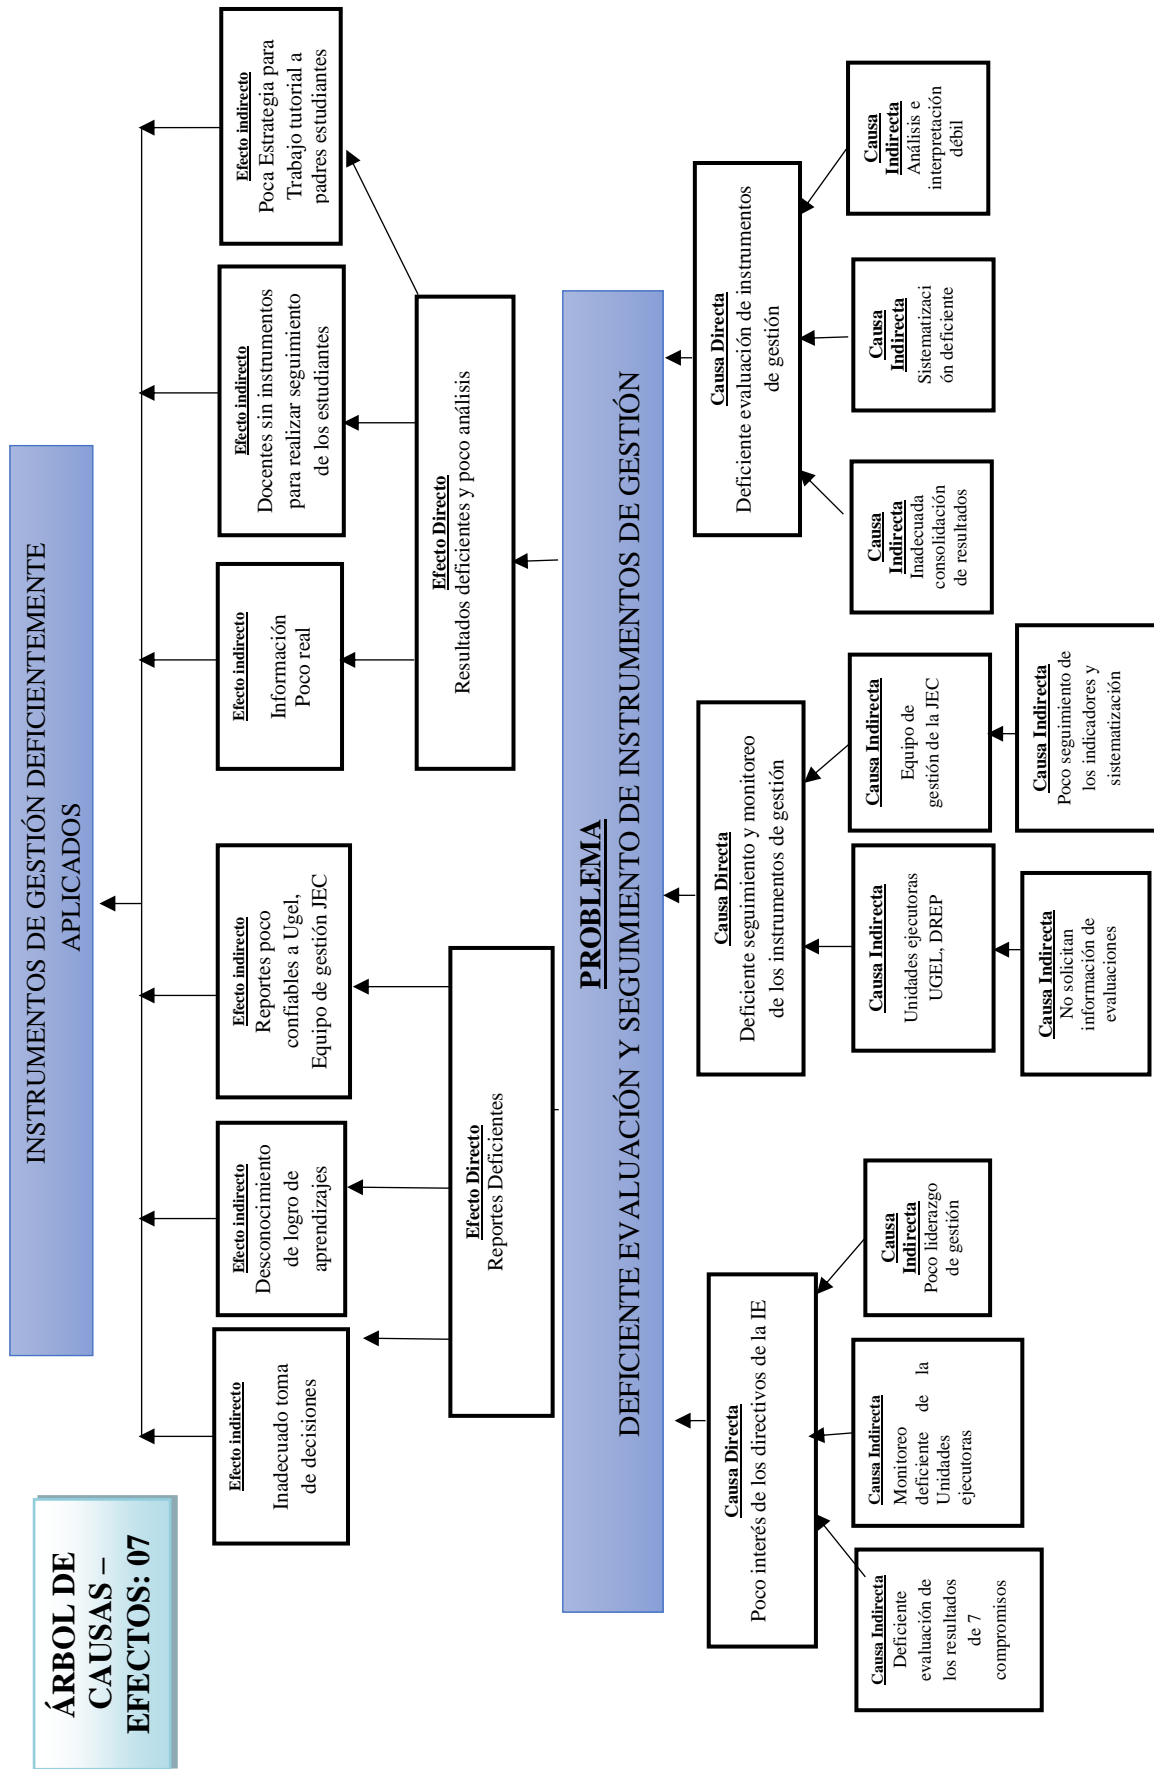 ÁRBOL DE
CAUSAS –
EFECTOS: 07
INSTRUMENTOS DE GESTIÓN DEFICIENTEMENTE
APLICADOS
Efecto indirecto
Inadecuado toma
de decisiones
Efecto indirecto
Desconocimiento
de logro de
aprendizajes
Efecto indirecto
Reportes poco
confiables a Ugel,
Equipo de gestión JEC
Efecto indirecto
Información
Poco real
Efecto indirecto
Docentes sin instrumentos
para realizar seguimiento
de los estudiantes
Efecto indirecto
Poca Estrategia para
Trabajo tutorial a
padres estudiantes
Efecto Directo
Reportes Deficientes
Efecto Directo
Resultados deficientes y poco análisis
PROBLEMA
DEFICIENTE EVALUACIÓN Y SEGUIMIENTO DE INSTRUMENTOS DE GESTIÓN
Causa Directa
Poco interés de los directivos de la IE
Causa Directa
Deficiente seguimiento y monitoreo
de los instrumentos de gestión
Causa Directa
Deficiente evaluación de instrumentos
de gestión
Causa Indirecta
Deficiente
evaluación de
los resultados
de 7
compromisos
Causa Indirecta
Monitoreo
deficiente de la
Unidades
ejecutoras
Causa
Indirecta
Poco liderazgo
de gestión
Causa Indirecta
Unidades ejecutoras
UGEL, DREP
Causa Indirecta
Equipo de
gestión de la JEC
Causa
Indirecta
Inadecuada
consolidación
de resultados
Causa
Indirecta
Sistematizaci
ón deficiente
Causa
Indirecta
Análisis e
interpretación
débil
Causa Indirecta
No solicitan
información de
evaluaciones
Causa Indirecta
Poco seguimiento de
los indicadores y
sistematización